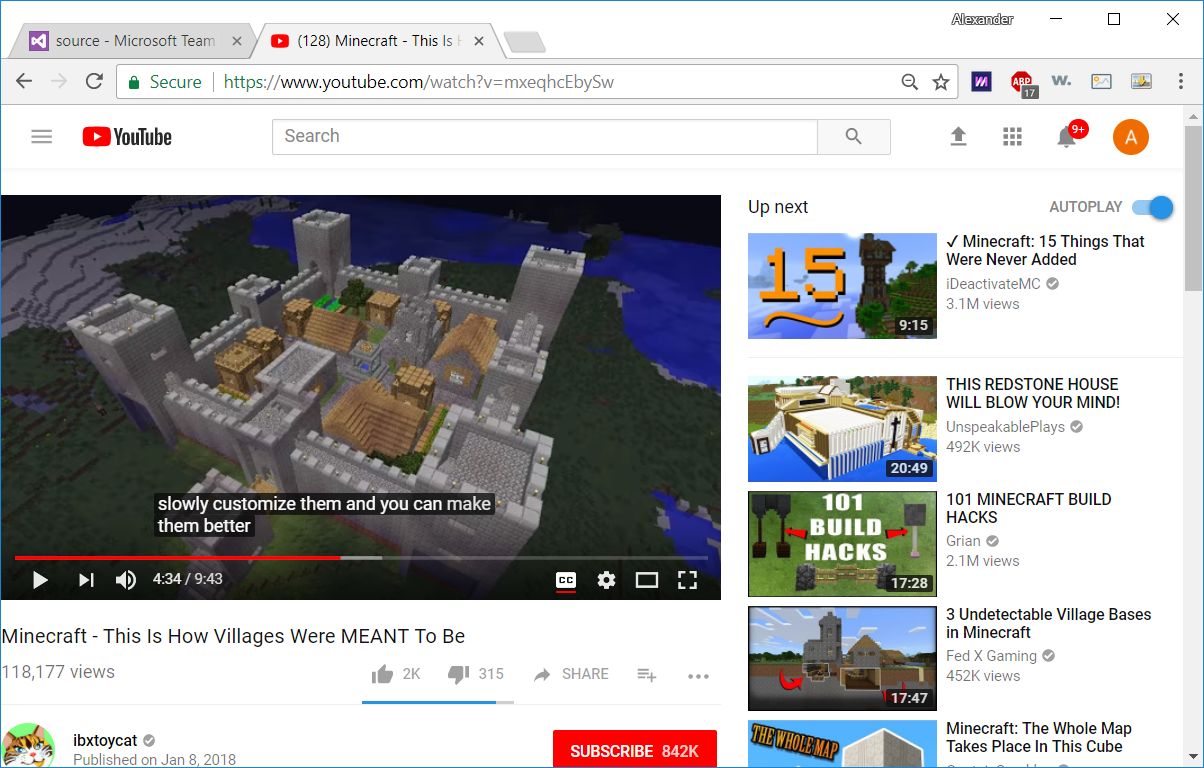 Alexander
source - Microsoft Team
(128) Minecraft - This Is
Secure
https://www.youtube.com/watch?v=mxeqhcEbySw
ABP
17
W.
YouTube
Search
9+
A
slowly customize them and you can make
them better
4:34 / 9:43
CC
Minecraft - This Is How Villages Were MEANT To Be
118,177 views
2K
315
SHARE
ibxtoycat
Published on Jan 8, 2018
SUBSCRIBE 842K
Up next
AUTOPLAY
15
9:15
✓ Minecraft: 15 Things That
Were Never Added
iDeactivateMC
3.1M views
20:49
THIS REDSTONE HOUSE
WILL BLOW YOUR MIND!
UnspeakablePlays
492K views
101
BUILD
HACKS
17:28
101 MINECRAFT BUILD
HACKS
Grian
2.1M views
17:47
3 Undetectable Village Bases
in Minecraft
Fed X Gaming
452K views
THE WHOLE MAP
Minecraft: The Whole Map
Takes Place In This Cube